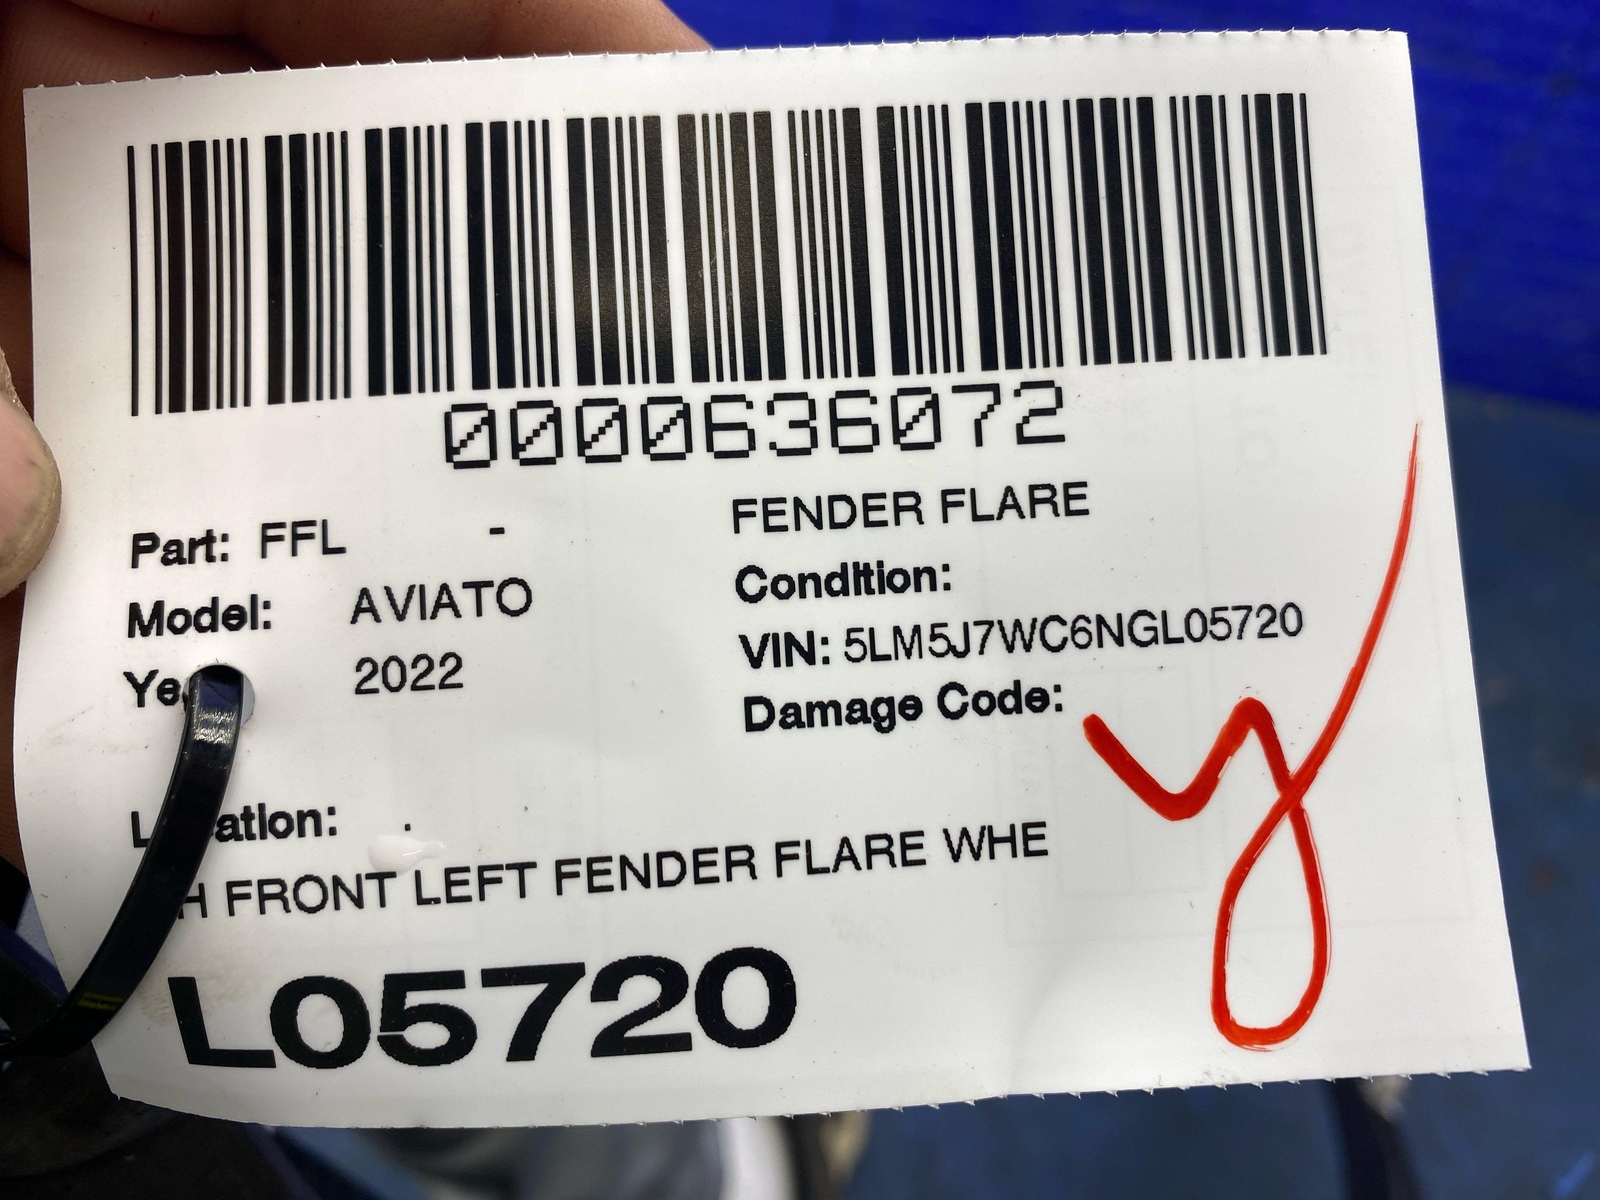 0000636072
Part: FFL - FENDER FLARE
Model: AVIATO Condition:
2022 VIN: 5LM5J7WC6NGL05720
Damage Code: y
.
FRONT LEFT FENDER FLARE WHE
L05720